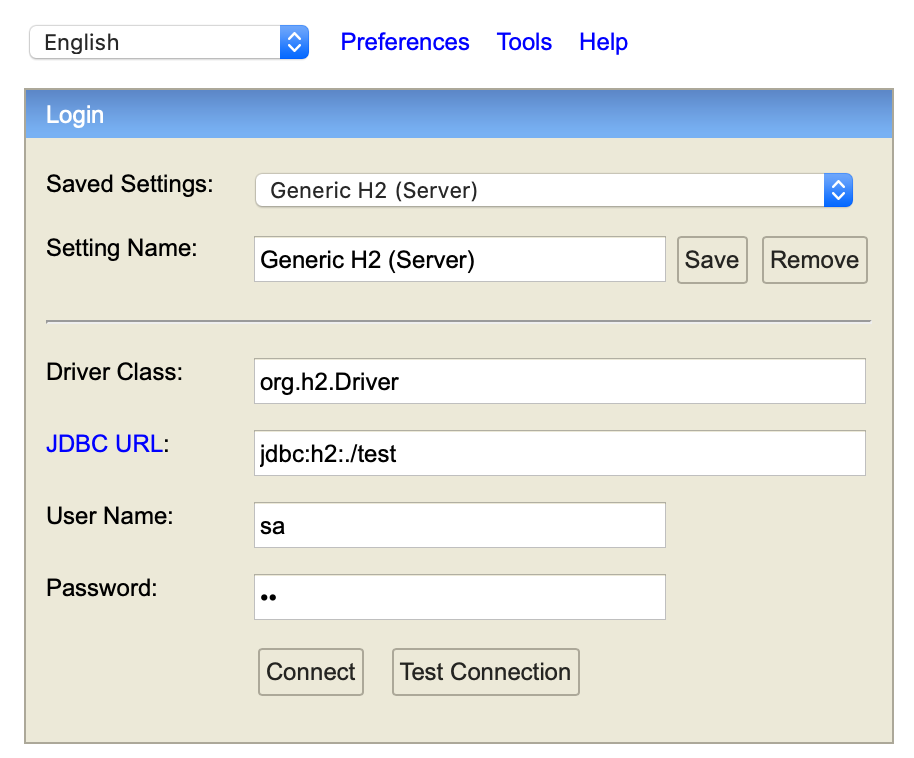 English Preferences Tools Help
Login
Saved Settings: Generic H2 (Server)
Setting Name: Generic H2 (Server) Save Remove
Driver Class: org.h2.Driver
JDBC URL: jdbc:h2:./test
User Name: sa
Password: ••
Connect Test Connection